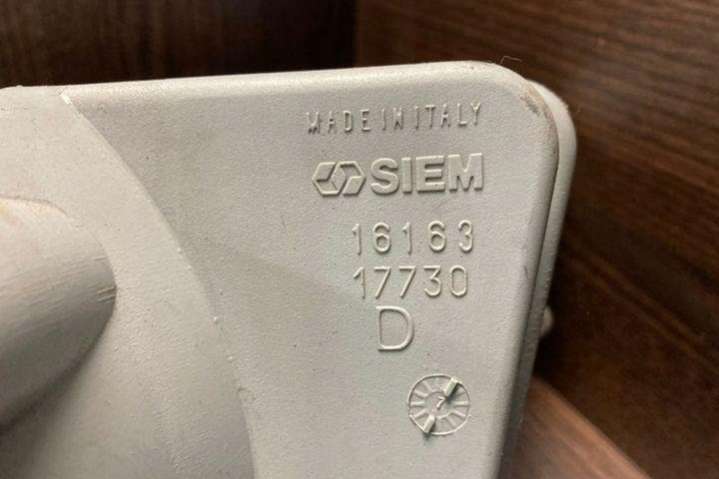 MADE IN ITALY
SIEM
16163
17730
D